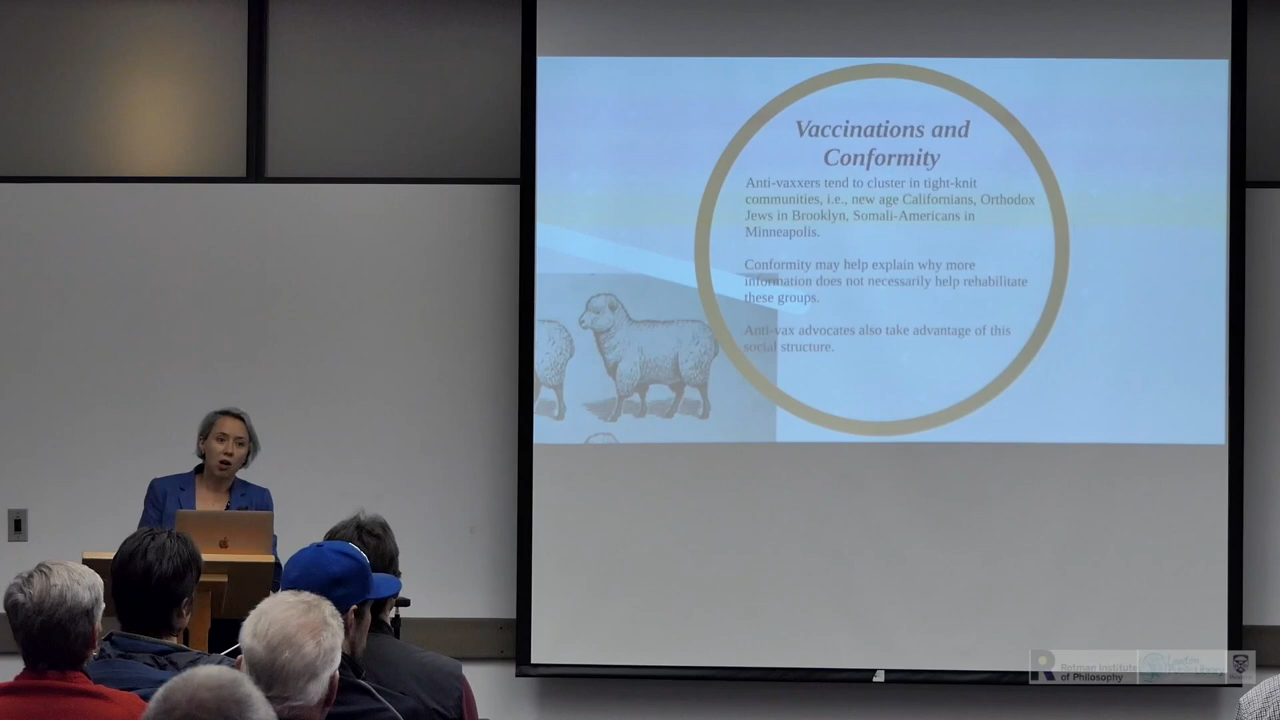 Vaccinations and
Conformity
Anti-vaxxers tend to cluster in tight-knit
communities, i.e., new age Californians, Orthodox
Jews in Brooklyn, Somali-Americans in
Minneapolis.
Conformity may help explain why more
information does not necessarily help rehabilitate
these groups.
Anti-vax advocates also take advantage of this
social structure.
Rotman Institute
of Philosophy
London
Library